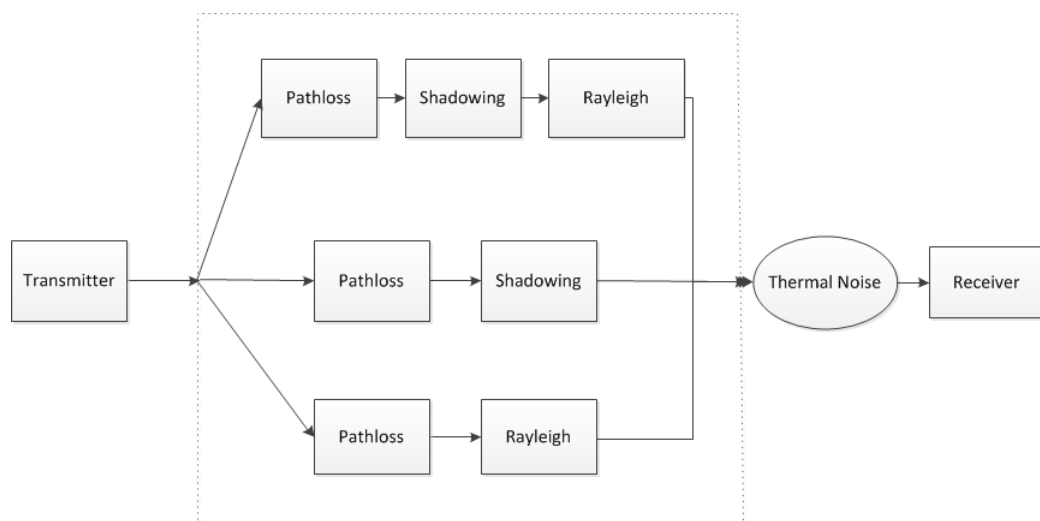 Pathloss
Shadowing
Rayleigh
Transmitter
Pathloss
Shadowing
Thermal Noise
Receiver
Pathloss
Rayleigh